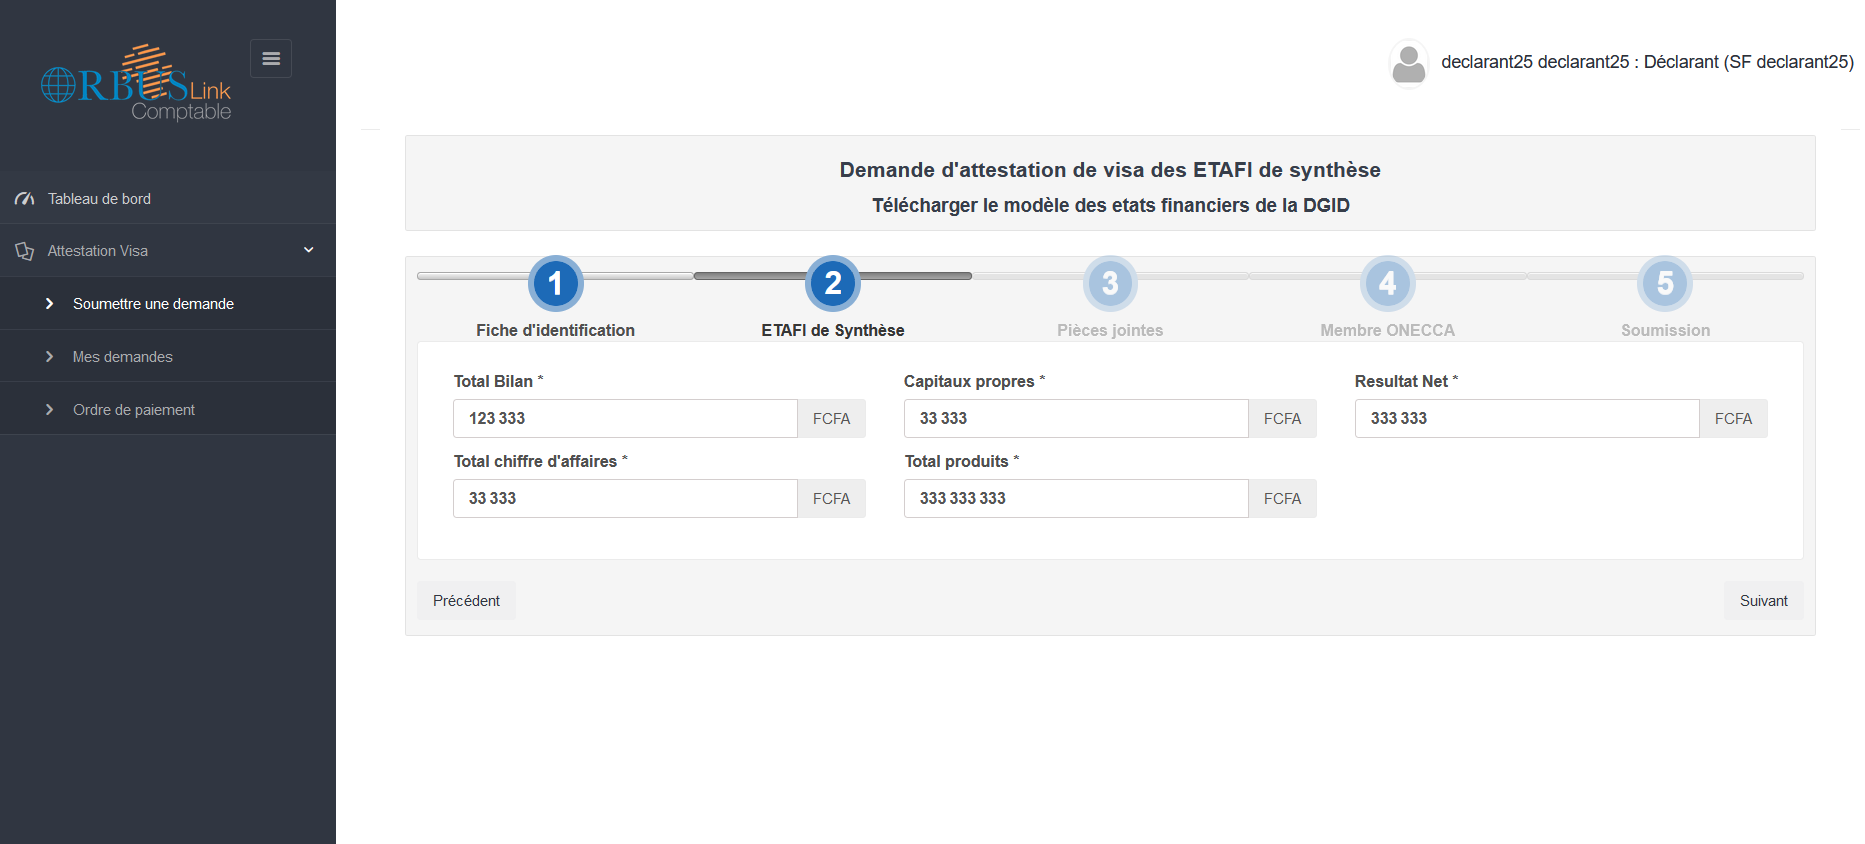 ORBUS Link
Comptable
declarant25 declarant25 : Déclarant (SF declarant25)
Tableau de bord
Attestation Visa
Soumettre une demande
Mes demandes
Ordre de paiement
Demande d'attestation de visa des ETAFI de synthèse
Télécharger le modèle des etats financiers de la DGID
1 2 3 4 5
Fiche d'identification ETAFI de Synthèse Pièces jointes Membre ONECCA Soumission
Total Bilan * Capitaux propres * Resultat Net *
123 333 FCFA 33 333 FCFA 333 333 FCFA
Total chiffre d'affaires * Total produits *
33 333 FCFA 333 333 333 FCFA
Précédent Suivant